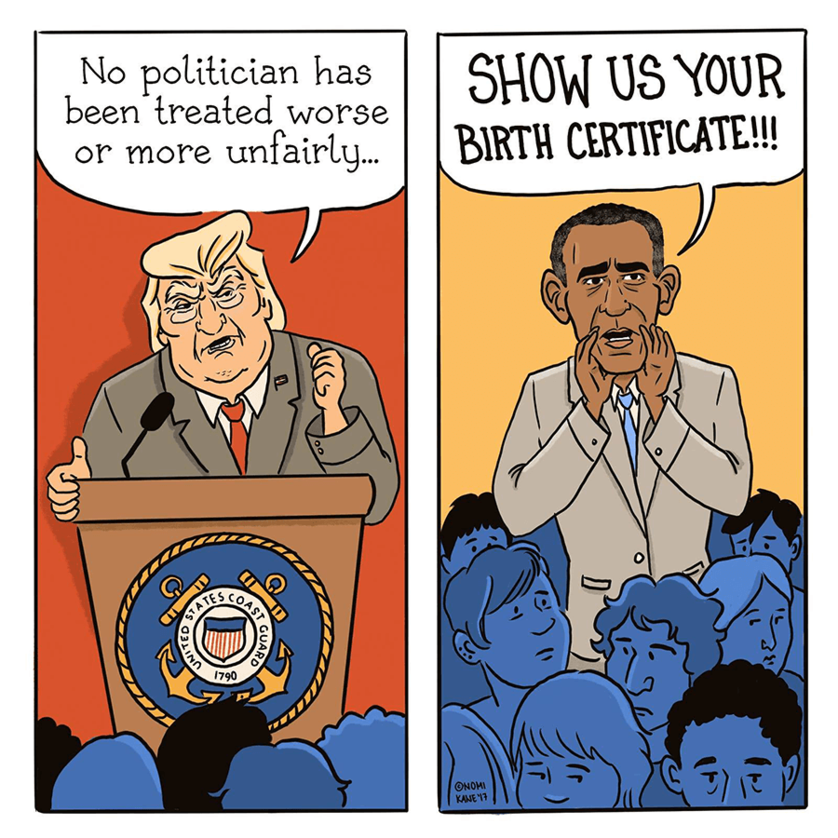 No politician has
been treated worse
or more unfairly...
SHOW US YOUR
BIRTH CERTIFICATE!!!
UNITED STATES COAST GUARD
1790
©NOMI
KANE '17